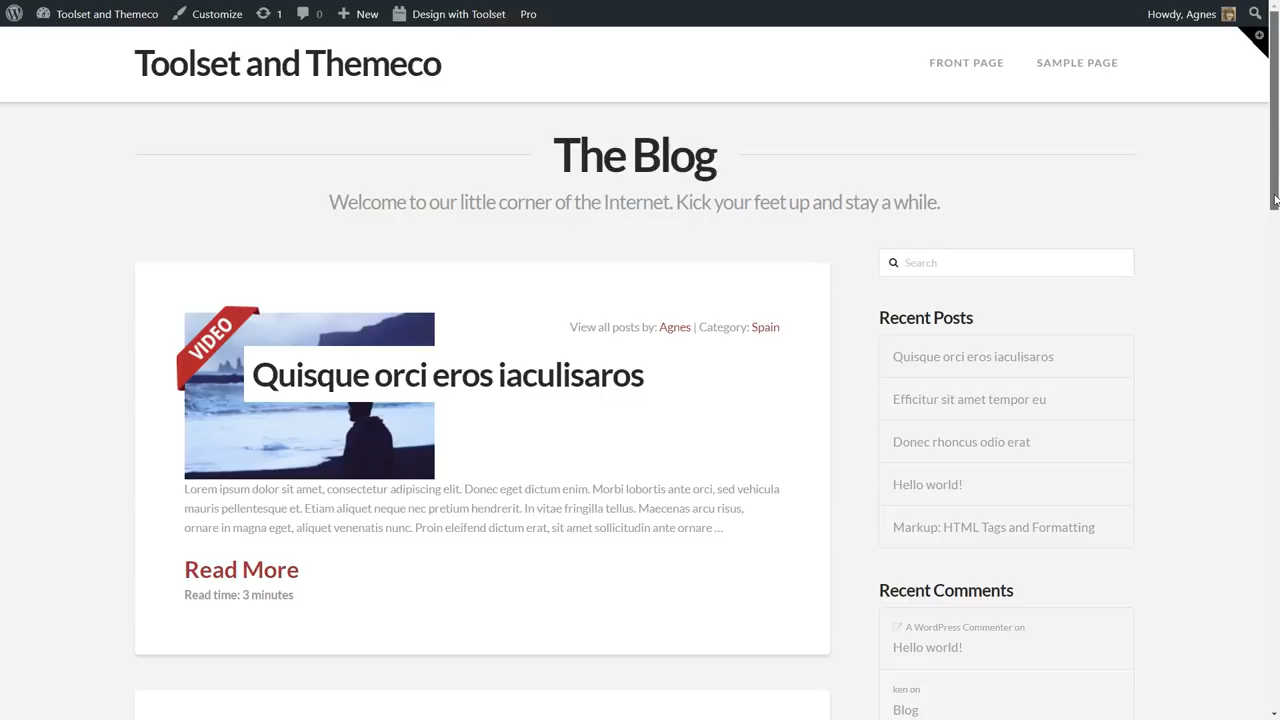 Toolset and Themeco Customize 1 0 New Design with Toolset Pro Howdy, Agnes
Toolset and Themeco
FRONT PAGE SAMPLE PAGE
The Blog
Welcome to our little corner of the Internet. Kick your feet up and stay a while.
VIDEO
View all posts by: Agnes | Category: Spain
Quisque orci eros iaculisaros
Lorem ipsum dolor sit amet, consectetur adipiscing elit. Donec eget dictum enim. Morbi lobortis ante orci, sed vehicula
mauris pellentesque et. Etiam aliquet neque nec pretium hendrerit. In vitae fringilla tellus. Maecenas arcu risus,
ornare in magna eget, aliquet venenatis nunc. Proin eleifend dictum erat, sit amet sollicitudin ante ornare ...
Read More
Read time: 3 minutes
Search
Recent Posts
Quisque orci eros iaculisaros
Efficitur sit amet tempor eu
Donec rhoncus odio erat
Hello world!
Markup: HTML Tags and Formatting
Recent Comments
A WordPress Commenter on
Hello world!
ken on
Blog